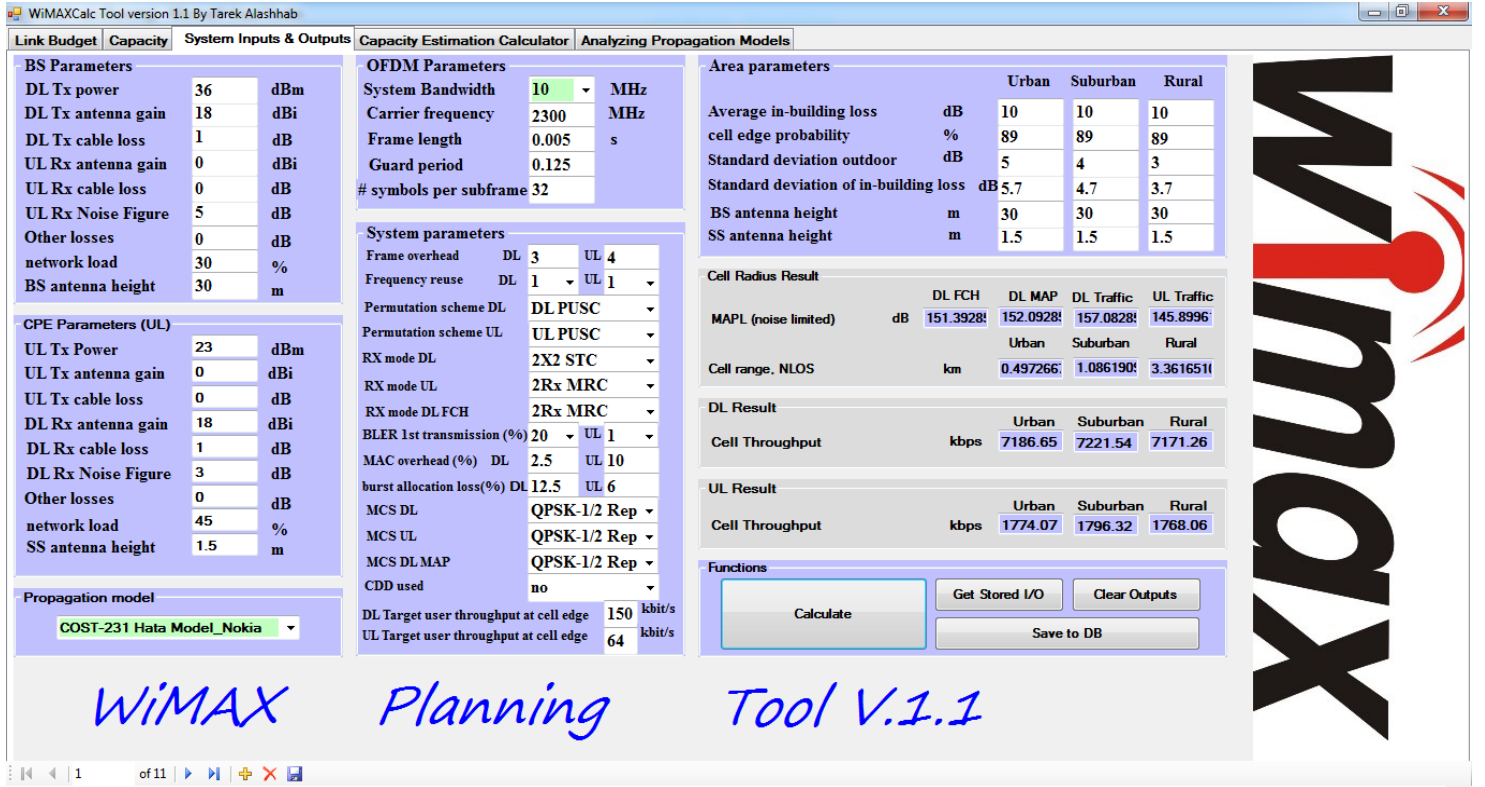 WiMAXCalc Tool version 1.1 By Tarek Alashhab
Link Budget Capacity System Inputs & Outputs Capacity Estimation Calculator Analyzing Propagation Models
BS Parameters
DL Tx power 36 dBm
DL Tx antenna gain 18 dBi
DL Tx cable loss 1 dB
UL Rx antenna gain 0 dBi
UL Rx cable loss 0 dB
UL Rx Noise Figure 5 dB
Other losses 0 dB
network load 30 %
BS antenna height 30 m
CPE Parameters (UL)
UL Tx Power 23 dBm
UL Tx antenna gain 0 dBi
UL Tx cable loss 0 dB
DL Rx antenna gain 18 dBi
DL Rx cable loss 1 dB
DL Rx Noise Figure 3 dB
Other losses 0 dB
network load 45 %
SS antenna height 1.5 m
Propagation model
COST-231 Hata Model_Nokia
OFDM Parameters
System Bandwidth 10 MHz
Carrier frequency 2300 MHz
Frame length 0.005 s
Guard period 0.125
# symbols per subframe 32
System parameters
Frame overhead DL 3 UL 4
Frequency reuse DL 1 UL 1
Permutation scheme DL DL PUSC
Permutation scheme UL UL PUSC
RX mode DL 2X2 STC
RX mode UL 2Rx MRC
RX mode DL FCH 2Rx MRC
BLER 1st transmission (%) 20 UL 1
MAC overhead (%) DL 2.5 UL 10
burst allocation loss(%) DL 12.5 UL 6
MCS DL QPSK-1/2 Rep
MCS UL QPSK-1/2 Rep
MCS DL MAP QPSK-1/2 Rep
CDD used no
DL Target user throughput at cell edge 150 kbit/s
UL Target user throughput at cell edge 64 kbit/s
Area parameters
Urban Suburban Rural
Average in-building loss dB 10 10 10
cell edge probability % 89 89 89
Standard deviation outdoor dB 5 4 3
Standard deviation of in-building loss dB 5.7 4.7 3.7
BS antenna height m 30 30 30
SS antenna height m 1.5 1.5 1.5
Cell Radius Result
DL FCH DL MAP DL Traffic UL Traffic
MAPL (noise limited) dB 151.3928 152.0928 157.0828 145.8996
Urban Suburban Rural
Cell range, NLOS km 0.497266 1.086190 3.361651
DL Result
Urban Suburban Rural
Cell Throughput kbps 7186.65 7221.54 7171.26
UL Result
Urban Suburban Rural
Cell Throughput kbps 1774.07 1796.32 1768.06
Functions
Calculate
Get Stored I/O Clear Outputs
Save to DB
WiMAX Planning Tool V.1.1
1 of 11
wimax